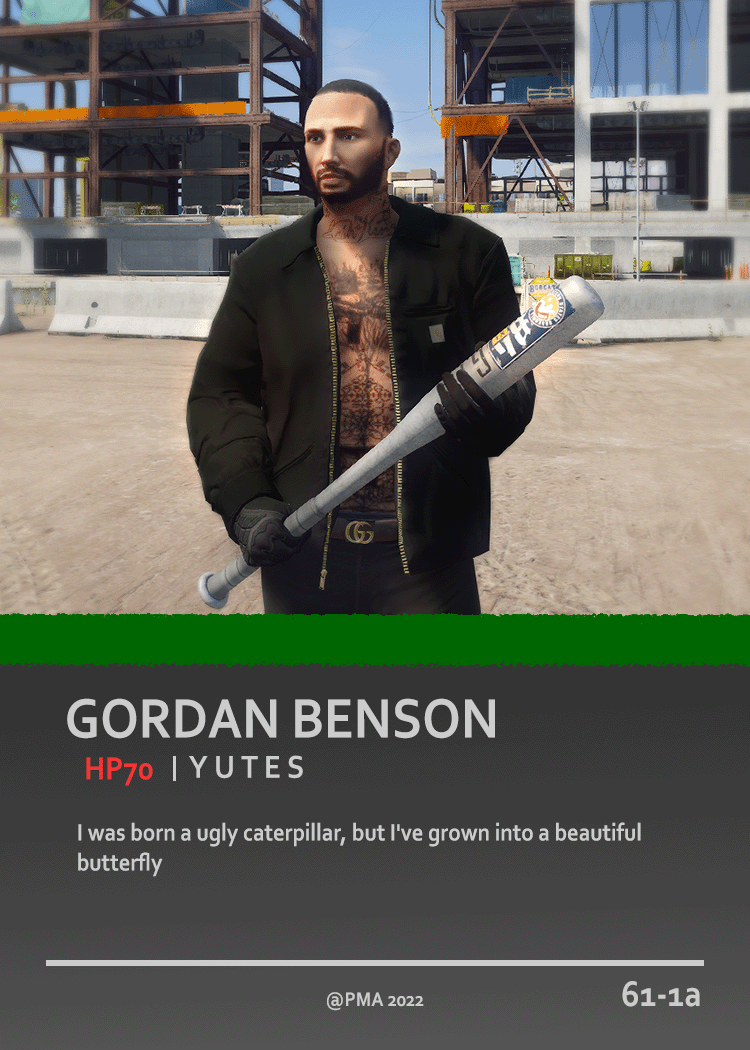 GORDAN BENSON
HP70 | YUTES
I was born a ugly caterpillar, but I've grown into a beautiful
butterfly
@PMA 2022
61-1a